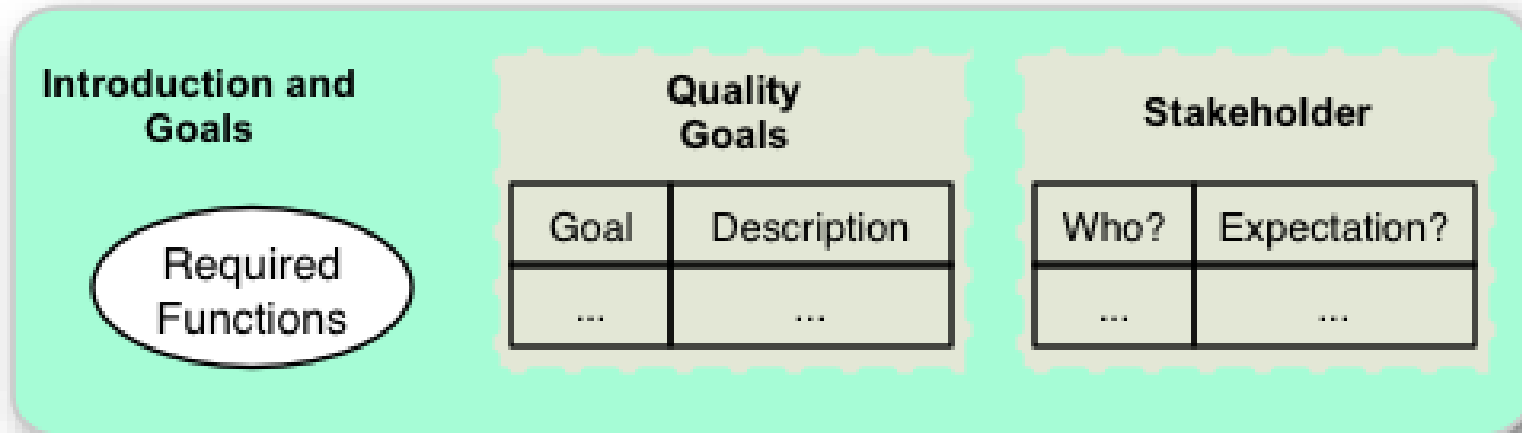 Introduction and
Goals
Required
Functions
Quality
Goals
Goal Description
... ...
Stakeholder
Who? Expectation?
... ...